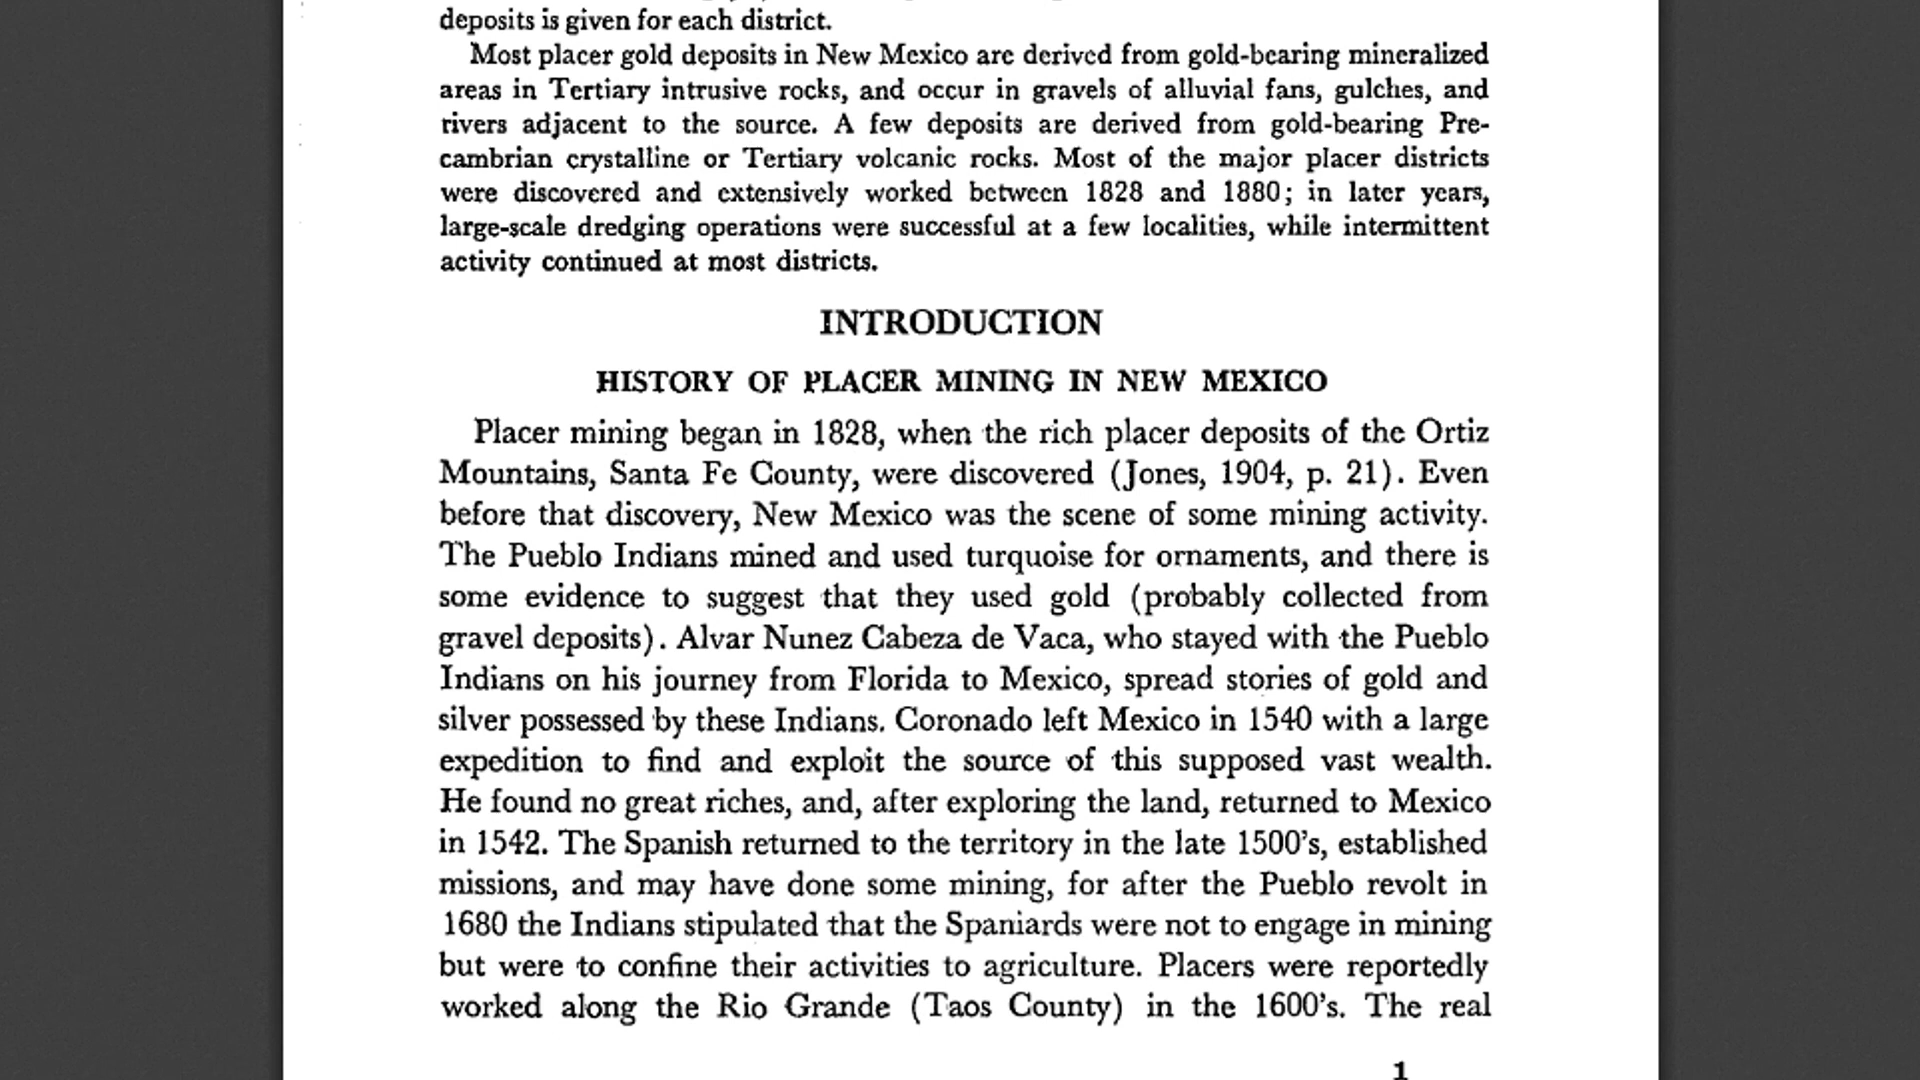 deposits is given for each district.
Most placer gold deposits in New Mexico are derived from gold-bearing mineralized
areas in Tertiary intrusive rocks, and occur in gravels of alluvial fans, gulches, and
rivers adjacent to the source. A few deposits are derived from gold-bearing Pre-
cambrian crystalline or Tertiary volcanic rocks. Most of the major placer districts
were discovered and extensively worked between 1828 and 1880; in later years,
large-scale dredging operations were successful at a few localities, while intermittent
activity continued at most districts.
INTRODUCTION
HISTORY OF PLACER MINING IN NEW MEXICO
Placer mining began in 1828, when the rich placer deposits of the Ortiz
Mountains, Santa Fe County, were discovered (Jones, 1904, p. 21). Even
before that discovery, New Mexico was the scene of some mining activity.
The Pueblo Indians mined and used turquoise for ornaments, and there is
some evidence to suggest that they used gold (probably collected from
gravel deposits). Alvar Nunez Cabeza de Vaca, who stayed with the Pueblo
Indians on his journey from Florida to Mexico, spread stories of gold and
silver possessed by these Indians. Coronado left Mexico in 1540 with a large
expedition to find and exploit the source of this supposed vast wealth.
He found no great riches, and, after exploring the land, returned to Mexico
in 1542. The Spanish returned to the territory in the late 1500's, established
missions, and may have done some mining, for after the Pueblo revolt in
1680 the Indians stipulated that the Spaniards were not to engage in mining
but were to confine their activities to agriculture. Placers were reportedly
worked along the Rio Grande (Taos County) in the 1600's. The real
1